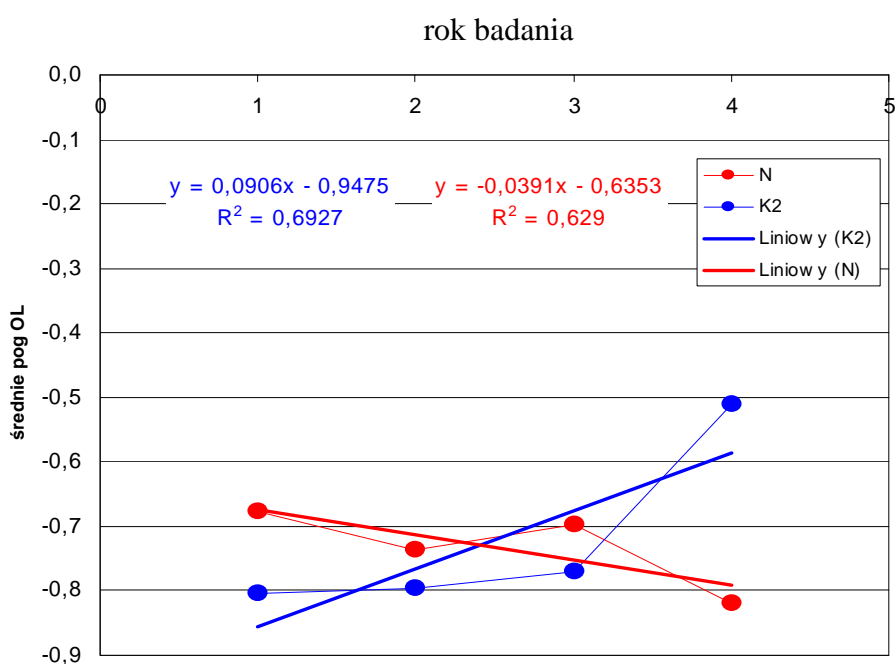 rok badania
0,0
0 1 2 3 4 5
-0,1
-0,2
-0,3
-0,4
-0,5
-0,6
-0,7
-0,8
-0,9
średnie pog OL
y = 0,0906x - 0,9475
R² = 0,6927
y = -0,0391x - 0,6353
R² = 0,629
N
K2
Liniowy (K2)
Liniowy (N)